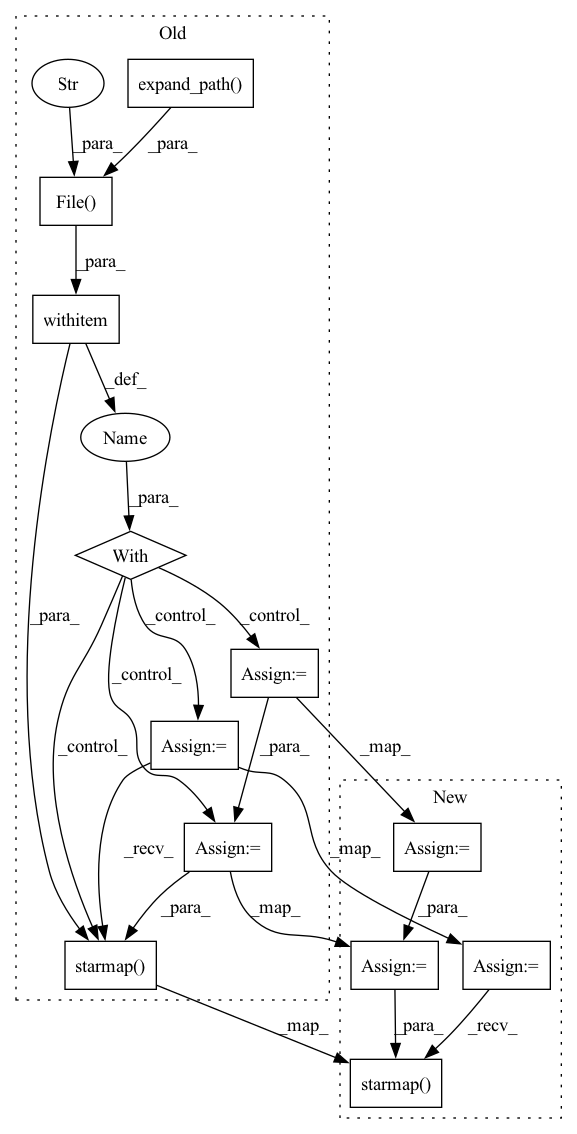 Old
Str
expand_path()
_para_ _para_
File()
_para_
withitem
_def_
Name
_para_
With
_para_ _control_ _control_
_control_
Assign:=
_control_ Assign:= _para_ _map_
New
_recv_ Assign:= _map_ Assign:=
_para_ _map_ _para_
starmap() Assign:= Assign:=
_map_ _para_ _recv_
starmap()